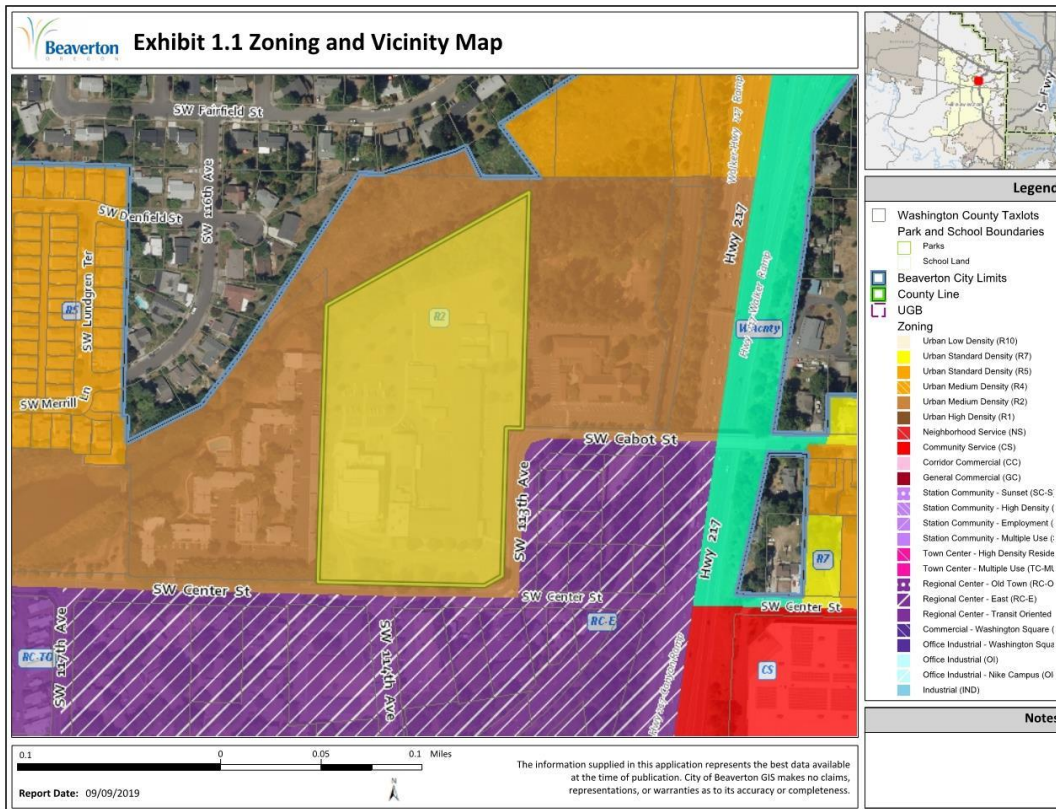 Beaverton
OREGON
Exhibit 1.1 Zoning and Vicinity Map
SW Fairfield St
SW 116th Ave
SW Denfield St
SW Lundgren Ter
R5
SW Merrill Ln
R2
Walker-Hwy 217 Ramp
Hwy 217
Hwy 217-Walker Ramp
WAcnty
SW Cabot St
SW 113th Ave
Hwy 217
R7
SW Center St
SW Center St
SW Center St
SW 117th Ave
RC-TO
SW 114th Ave
RC-E
CS
I5 Fwy
Legend
Washington County Taxlots
Park and School Boundaries
Parks
School Land
Beaverton City Limits
County Line
UGB
Zoning
Urban Low Density (R10)
Urban Standard Density (R7)
Urban Standard Density (R5)
Urban Medium Density (R4)
Urban Medium Density (R2)
Urban High Density (R1)
Neighborhood Service (NS)
Community Service (CS)
Corridor Commercial (CC)
General Commercial (GC)
Station Community - Sunset (SC-S
Station Community - High Density (
Station Community - Employment (
Station Community - Multiple Use (
Town Center - High Density Reside
Town Center - Multiple Use (TC-MU
Regional Center - Old Town (RC-O
Regional Center - East (RC-E)
Regional Center - Transit Oriented
Commercial - Washington Square (
Office Industrial - Washington Squa
Office Industrial (OI)
Office Industrial - Nike Campus (OI
Industrial (IND)
Notes
0.1 0 0.05 0.1 Miles
Report Date: 09/09/2019
N
The information supplied in this application represents the best data available
at the time of publication. City of Beaverton GIS makes no claims,
representations, or warranties as to its accuracy or completeness.